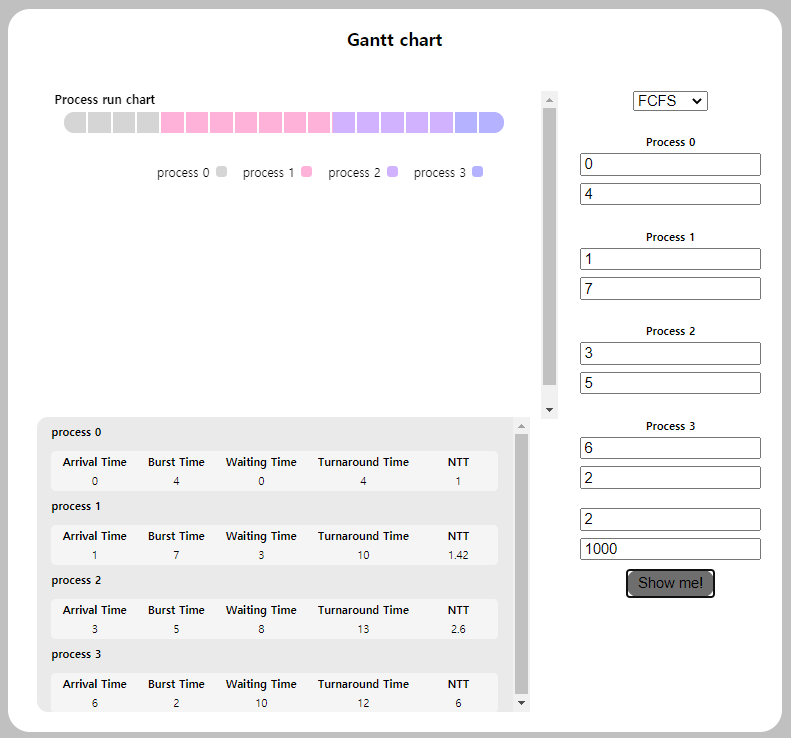 Gantt chart
Process run chart
process 0 process 1 process 2 process 3
FCFS
Process 0
0
4
Process 1
1
7
Process 2
3
5
Process 3
6
2
2
1000
Show me!
process 0
Arrival Time Burst Time Waiting Time Turnaround Time NTT
0 4 0 4 1
process 1
Arrival Time Burst Time Waiting Time Turnaround Time NTT
1 7 3 10 1.42
process 2
Arrival Time Burst Time Waiting Time Turnaround Time NTT
3 5 8 13 2.6
process 3
Arrival Time Burst Time Waiting Time Turnaround Time NTT
6 2 10 12 6